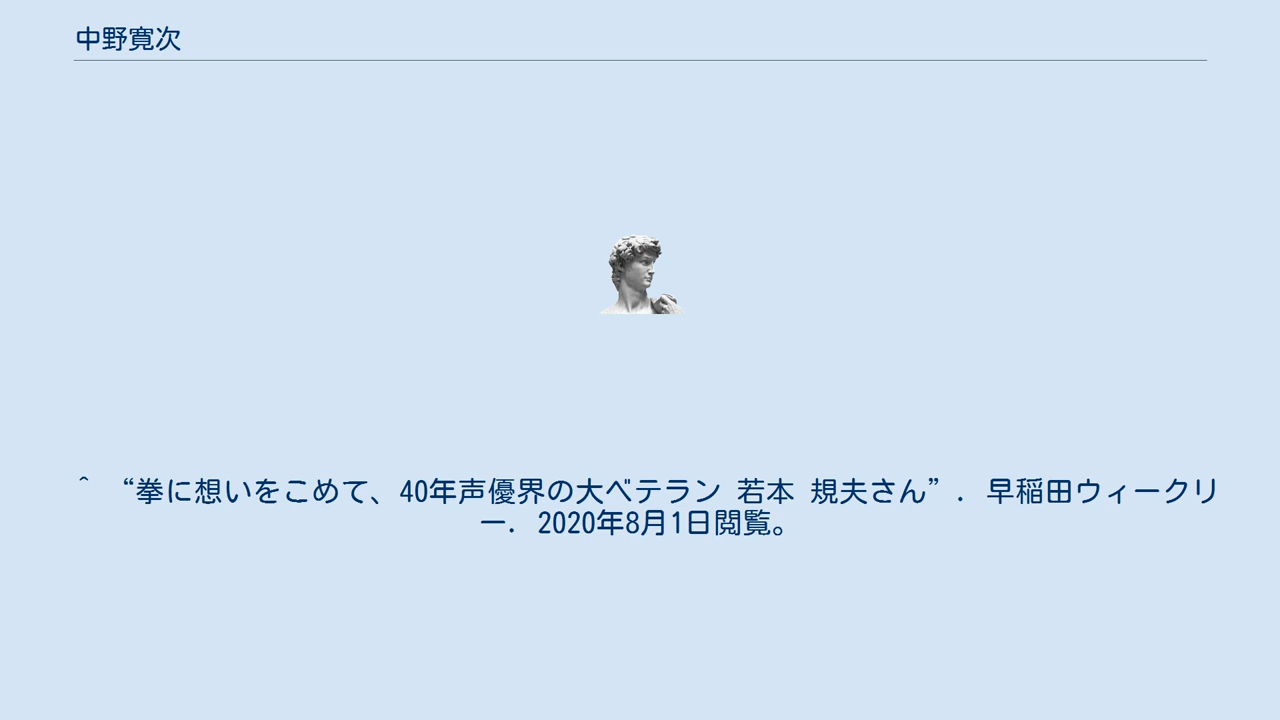 中野寛次
^ “拳に想いをこめて、40年声優界の大ベテラン 若本 規夫さん”. 早稲田ウィークリ
ー. 2020年8月1日閲覧。